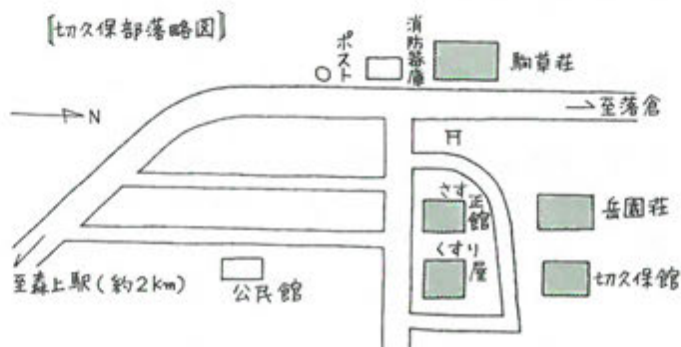 [切久保部落略図]
ポスト
消防器庫
駒草荘
N
→至落倉
さす
正館
くすり
屋
岳園荘
切久保館
至森上駅(約2km)
公民館